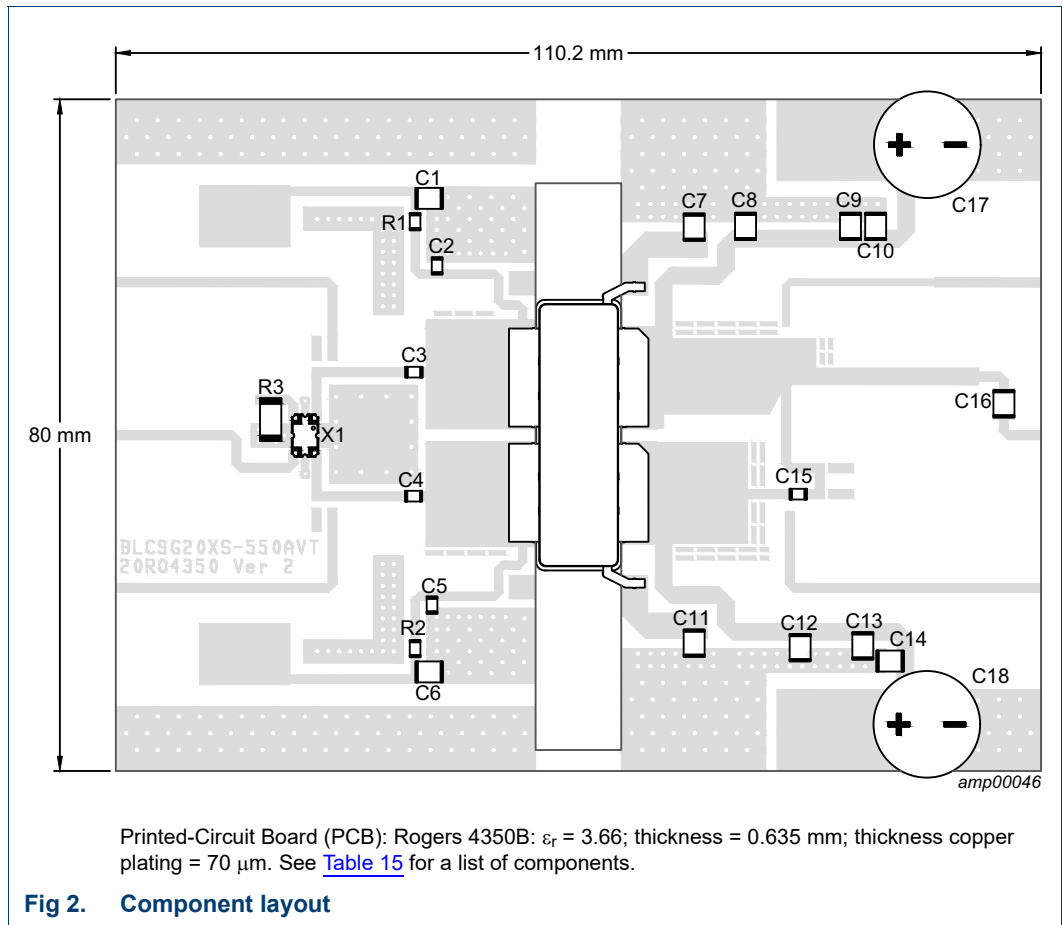 110.2 mm
80 mm
C1
R1
C2
C7
C8
C9
C10
C17
C3
R3
X1
C16
C4
C15
BLC9G20XS-550AVT
20RO4350 Ver 2
C5
R2
C6
C11
C12
C13
C14
C18
amp00046
Printed-Circuit Board (PCB): Rogers 4350B: εr = 3.66; thickness = 0.635 mm; thickness copper
plating = 70 μm. See Table 15 for a list of components.
Fig 2. Component layout